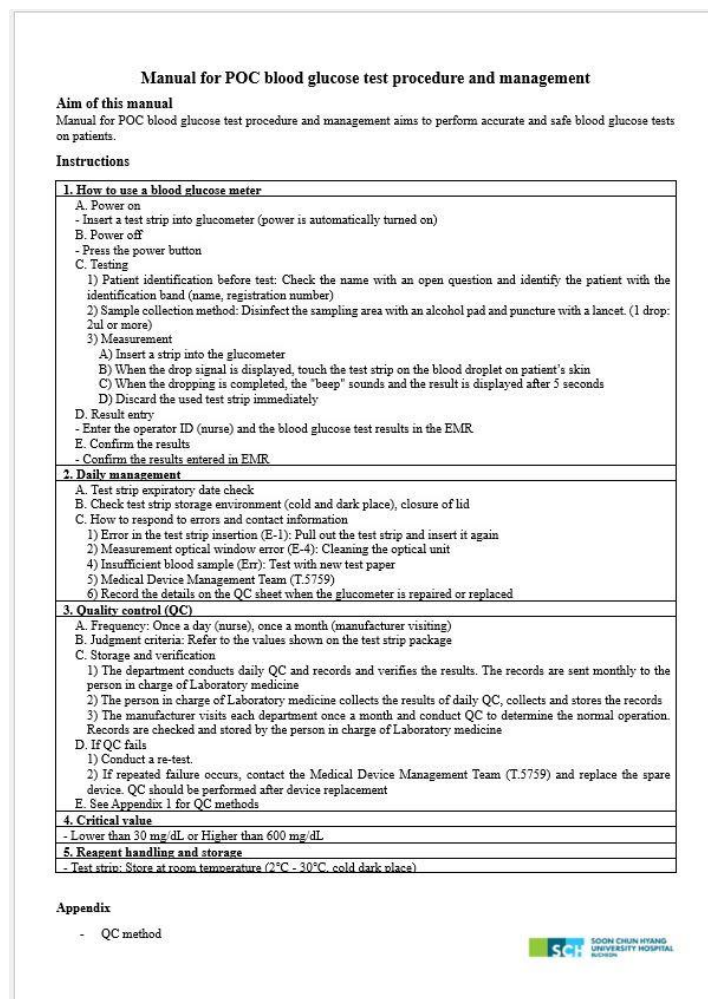 Manual for POC blood glucose test procedure and management
Aim of this manual
Manual for POC blood glucose test procedure and management aims to perform accurate and safe blood glucose tests
on patients.
Instructions
1. How to use a blood glucose meter
A. Power on
- Insert a test strip into glucometer (power is automatically turned on)
B. Power off
- Press the power button
C. Testing
1) Patient identification before test: Check the name with an open question and identify the patient with the
identification band (name, registration number)
2) Sample collection method: Disinfect the sampling area with an alcohol pad and puncture with a lancet. (1 drop:
2ul or more)
3) Measurement
A) Insert a strip into the glucometer
B) When the drop signal is displayed, touch the test strip on the blood droplet on patient's skin
C) When the dropping is completed, the "beep" sounds and the result is displayed after 5 seconds
D) Discard the used test strip immediately
D. Result entry
- Enter the operator ID (nurse) and the blood glucose test results in the EMR
E. Confirm the results
- Confirm the results entered in EMR
2. Daily management
A. Test strip expiratory date check
B. Check test strip storage environment (cold and dark place), closure of lid
C. How to respond to errors and contact information
1) Error in the test strip insertion (E-1): Pull out the test strip and insert it again
2) Measurement optical window error (E-4): Cleaning the optical unit
4) Insufficient blood sample (Err): Test with new test paper
5) Medical Device Management Team (T.5759)
6) Record the details on the QC sheet when the glucometer is repaired or replaced
3. Quality control (QC)
A. Frequency: Once a day (nurse), once a month (manufacturer visiting)
B. Judgment criteria: Refer to the values shown on the test strip package
C. Storage and verification
1) The department conducts daily QC and records and verifies the results. The records are sent monthly to the
person in charge of Laboratory medicine
2) The person in charge of Laboratory medicine collects the results of daily QC, collects and stores the records
3) The manufacturer visits each department once a month and conduct QC to determine the normal operation.
Records are checked and stored by the person in charge of Laboratory medicine
D. If QC fails
1) Conduct a re-test.
2) If repeated failure occurs, contact the Medical Device Management Team (T.5759) and replace the spare
device. QC should be performed after device replacement
E. See Appendix 1 for QC methods
4. Critical value
- Lower than 30 mg/dL or Higher than 600 mg/dL
5. Reagent handling and storage
- Test strip: Store at room temperature (2°C - 30°C, cold dark place)
Appendix
- QC method
SCH
SOON CHUN HYANG
UNIVERSITY HOSPITAL
BUCHEON